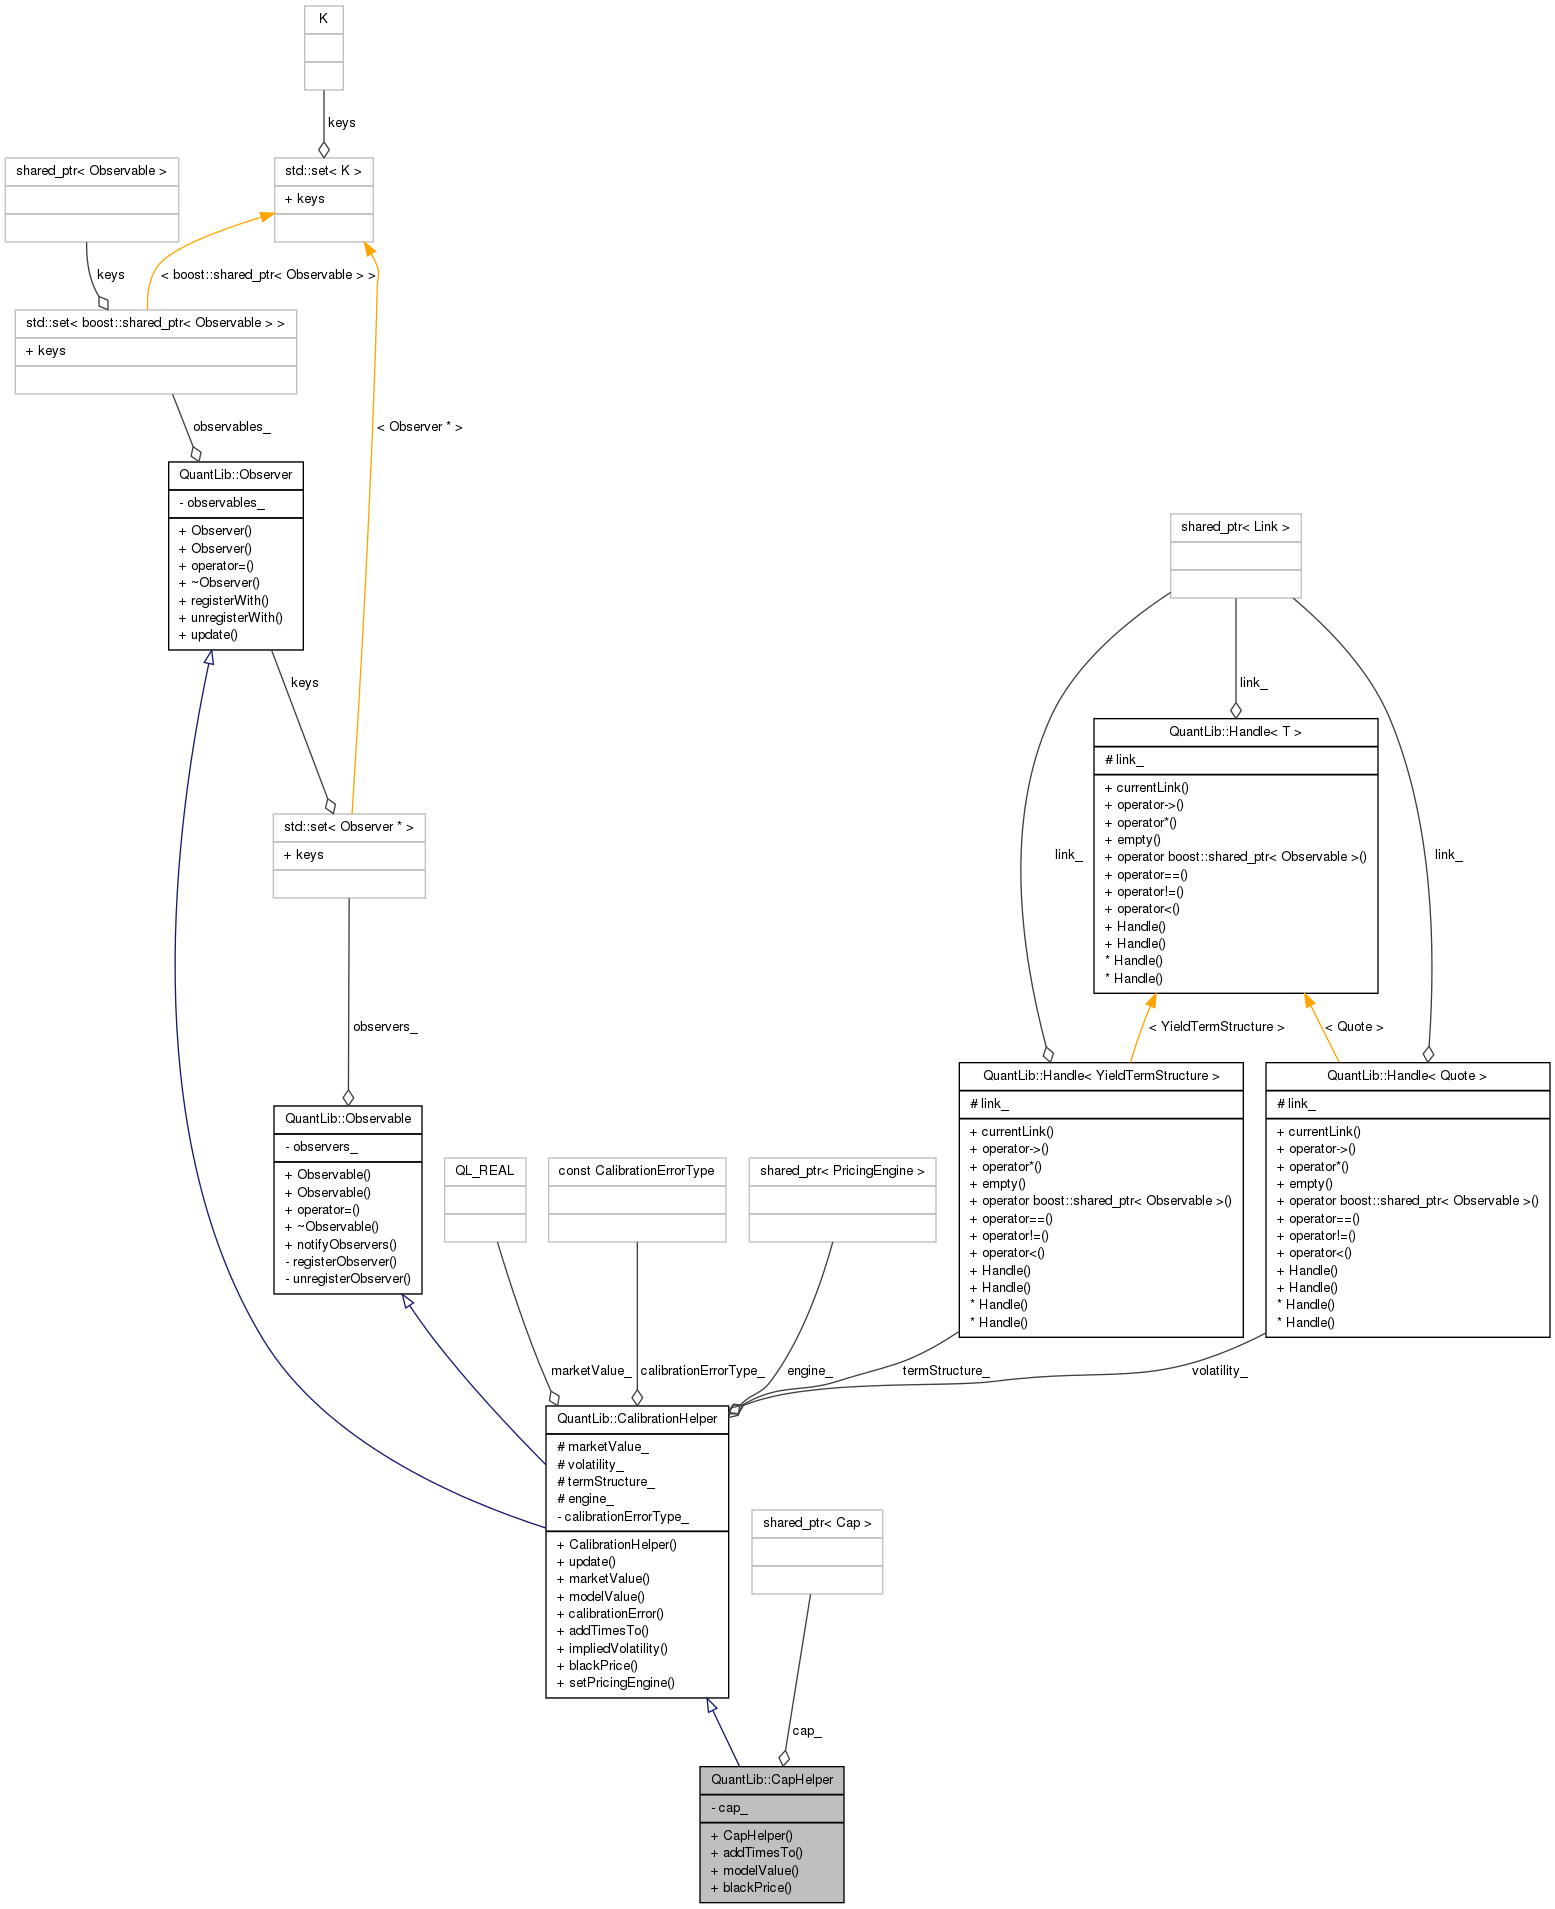 K
keys
shared_ptr< Observable >
std::set< K >
+ keys
keys
< boost::shared_ptr< Observable > >
std::set< boost::shared_ptr< Observable > >
+ keys
observables_
< Observer * >
QuantLib::Observer
- observables_
+ Observer()
+ Observer()
+ operator=()
+ ~Observer()
+ registerWith()
+ unregisterWith()
+ update()
keys
std::set< Observer * >
+ keys
observers_
QuantLib::Observable
- observers_
+ Observable()
+ Observable()
+ operator=()
+ ~Observable()
+ notifyObservers()
- registerObserver()
- unregisterObserver()
shared_ptr< Link >
link_
QuantLib::Handle< T >
# link_
+ currentLink()
+ operator->()
+ operator*()
+ empty()
+ operator boost::shared_ptr< Observable >()
+ operator==()
+ operator!=()
+ operator<()
+ Handle()
+ Handle()
* Handle()
* Handle()
link_
link_
< YieldTermStructure >
< Quote >
QL_REAL
const CalibrationErrorType
shared_ptr< PricingEngine >
QuantLib::Handle< YieldTermStructure >
# link_
+ currentLink()
+ operator->()
+ operator*()
+ empty()
+ operator boost::shared_ptr< Observable >()
+ operator==()
+ operator!=()
+ operator<()
+ Handle()
+ Handle()
* Handle()
* Handle()
QuantLib::Handle< Quote >
# link_
+ currentLink()
+ operator->()
+ operator*()
+ empty()
+ operator boost::shared_ptr< Observable >()
+ operator==()
+ operator!=()
+ operator<()
+ Handle()
+ Handle()
* Handle()
* Handle()
marketValue_
calibrationErrorType_
engine_
termStructure_
volatility_
QuantLib::CalibrationHelper
# marketValue_
# volatility_
# termStructure_
# engine_
- calibrationErrorType_
+ CalibrationHelper()
+ update()
+ marketValue()
+ modelValue()
+ calibrationError()
+ addTimesTo()
+ impliedVolatility()
+ blackPrice()
+ setPricingEngine()
shared_ptr< Cap >
cap_
QuantLib::CapHelper
- cap_
+ CapHelper()
+ addTimesTo()
+ modelValue()
+ blackPrice()